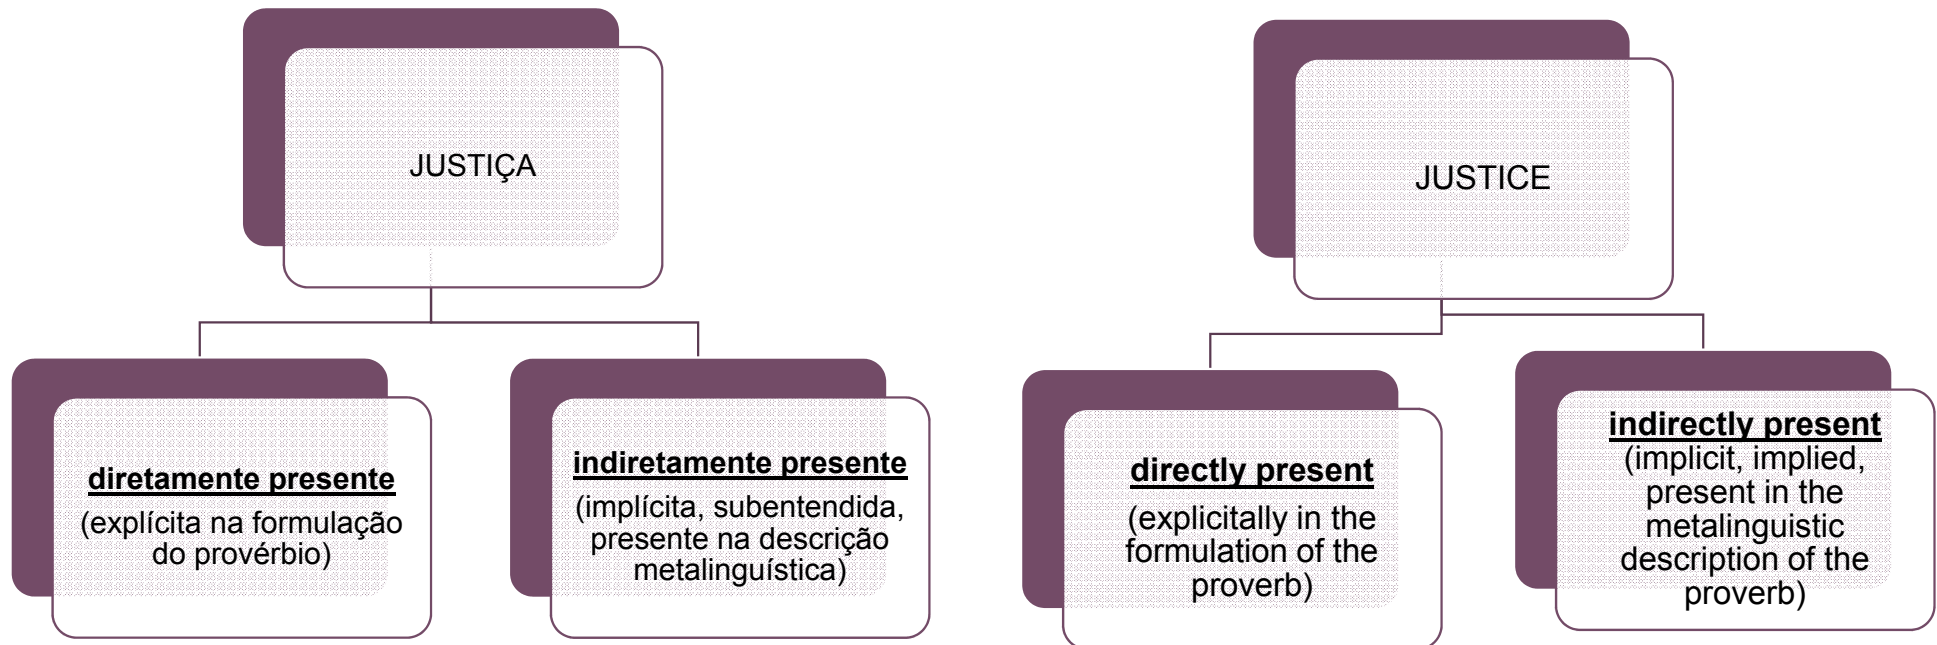 JUSTIÇA
diretamente presente
(explícita na formulação
do provérbio)
indiretamente presente
(implícita, subentendida,
presente na descrição
metalinguística)
JUSTICE
directly present
(explicitally in the
formulation of the
proverb)
indirectly present
(implicit, implied,
present in the
metalinguistic
description of the
proverb)